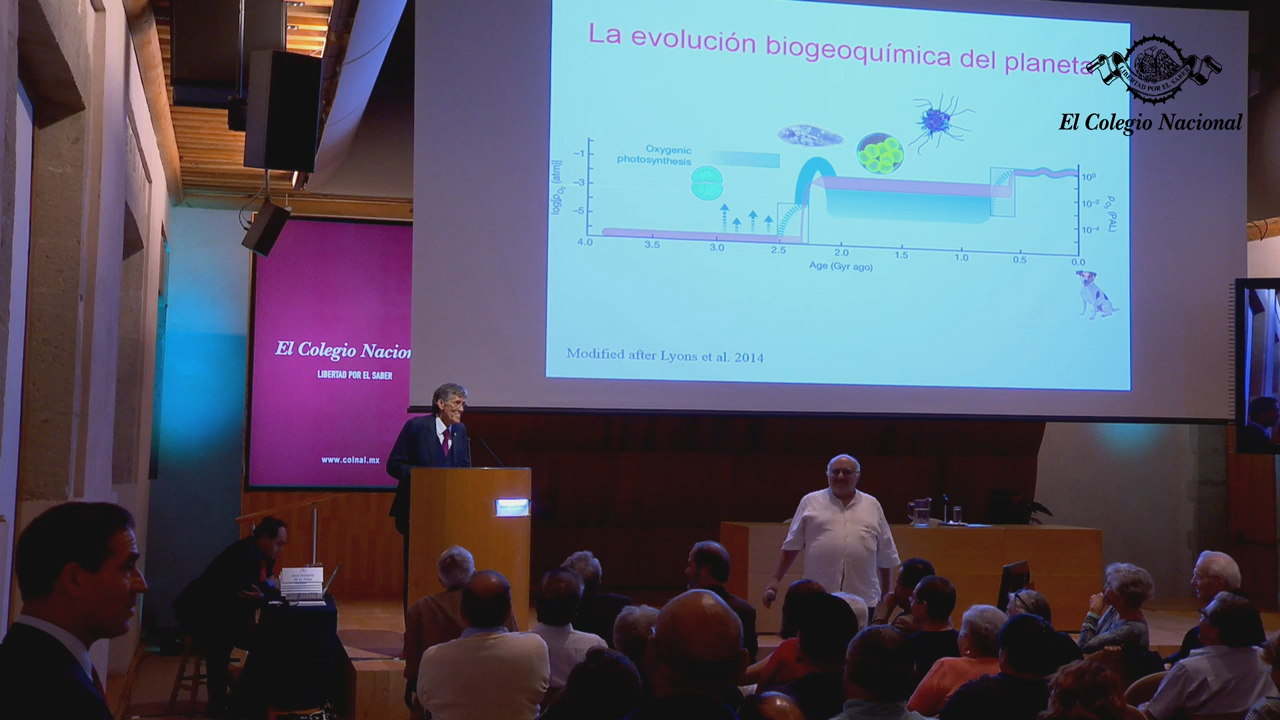 La evolución biogeoquímica del planeta
LIBERTAD POR EL SABER
El Colegio Nacional
Oxygenic
photosynthesis
log[pO2 (atm)]
-1
-3
-5
4.0
3.5
3.0
2.5
2.0
1.5
1.0
0.5
0.0
Age (Gyr ago)
10⁰
10⁻²
10⁻⁴
PO2 (PAL)
Modified after Lyons et al. 2014
El Colegio Nacion
LIBERTAD POR EL SABER
www.colnal.mx